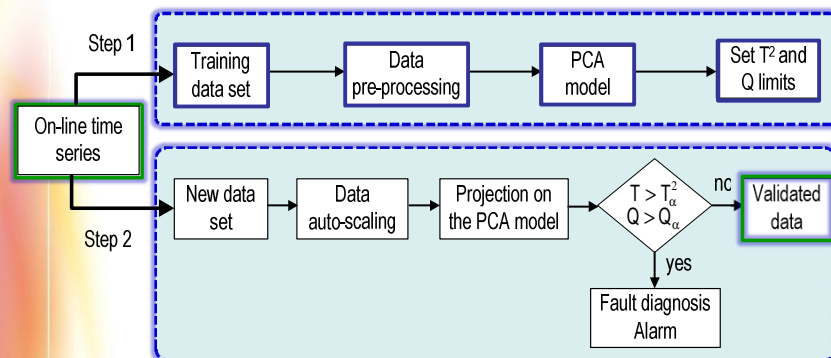 Step 1
Training
data set
Data
pre-processing
PCA
model
Set T² and
Q limits
On-line time
series
New data
set
Data
auto-scaling
Projection on
the PCA model
T > T²α
Q > Qα
no
Validated
data
Step 2
yes
Fault diagnosis
Alarm